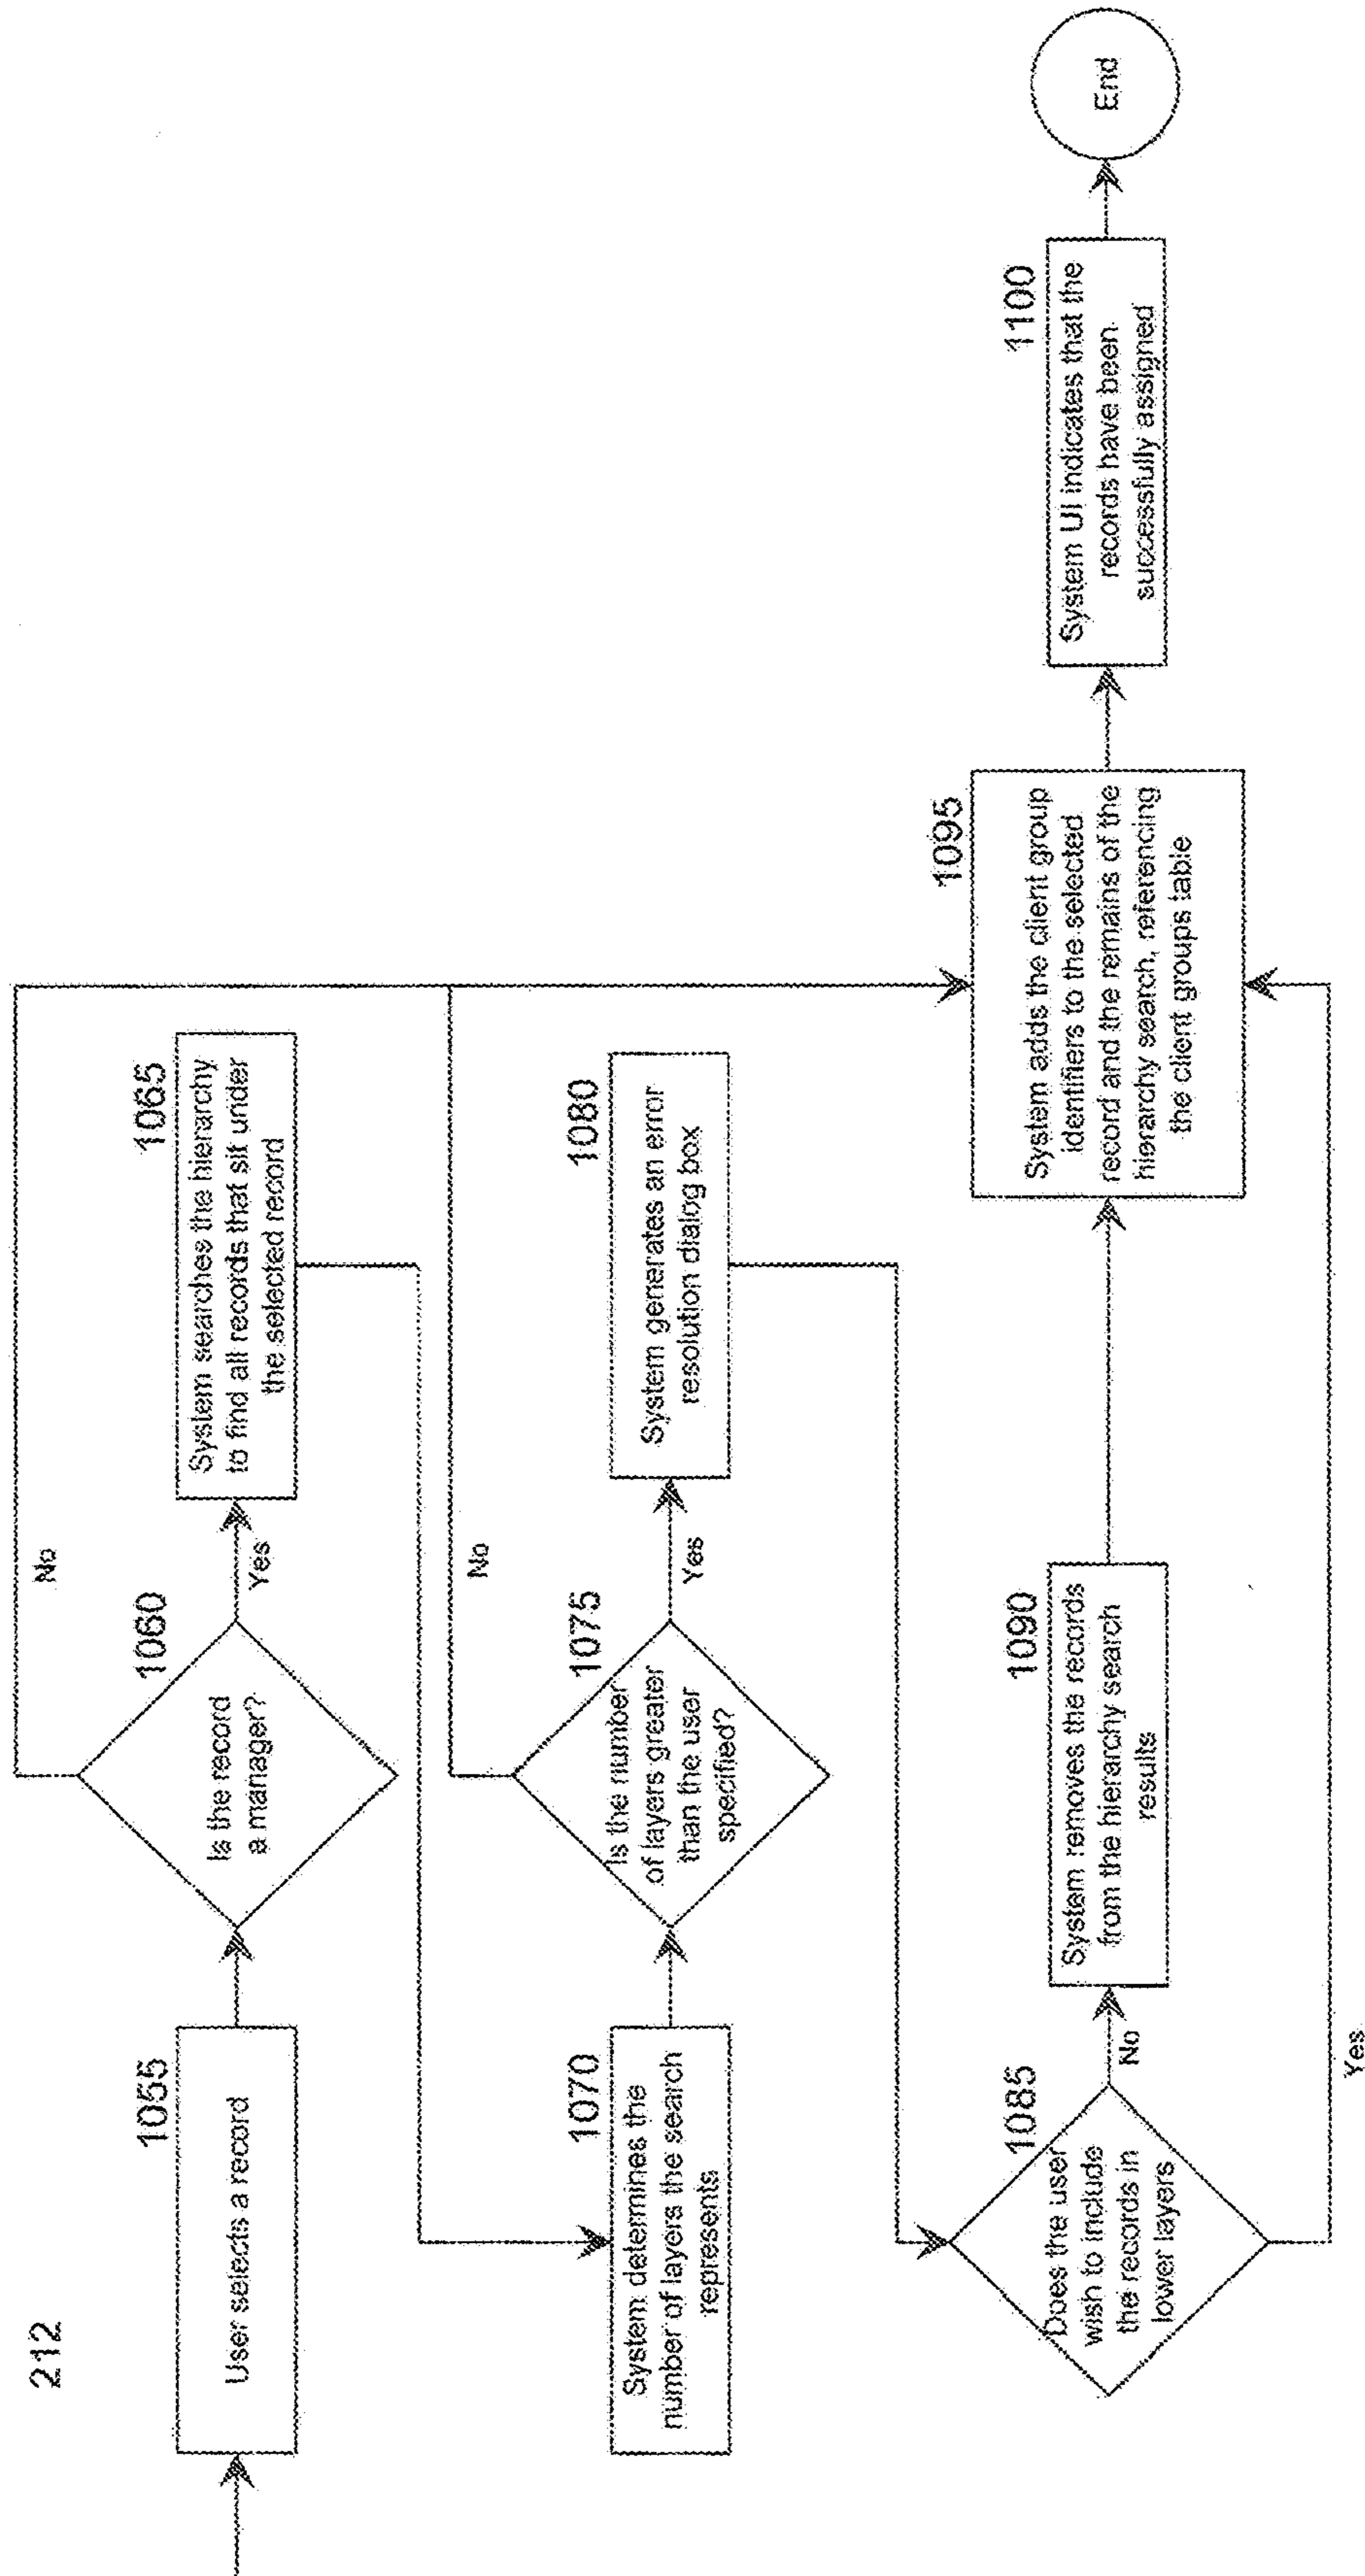 212
1055
User selects a record
1060
Is the record
a manager?
No
Yes
1065
System searches the hierarchy
to find all records that sit under
the selected record
1070
System determines the
number of layers the search
represents
1075
Is the number
of layers greater
than the user
specified?
No
Yes
1080
System generates an error
resolution dialog box
1085
Does the user
wish to include
the records in
lower layers
No
Yes
1090
System removes the records
from the hierarchy search
results
1095
System adds the client group
identifiers to the selected
record and the remains of the
hierarchy search, referencing
the client groups table
1100
System UI indicates that the
records have been
successfully assigned
End